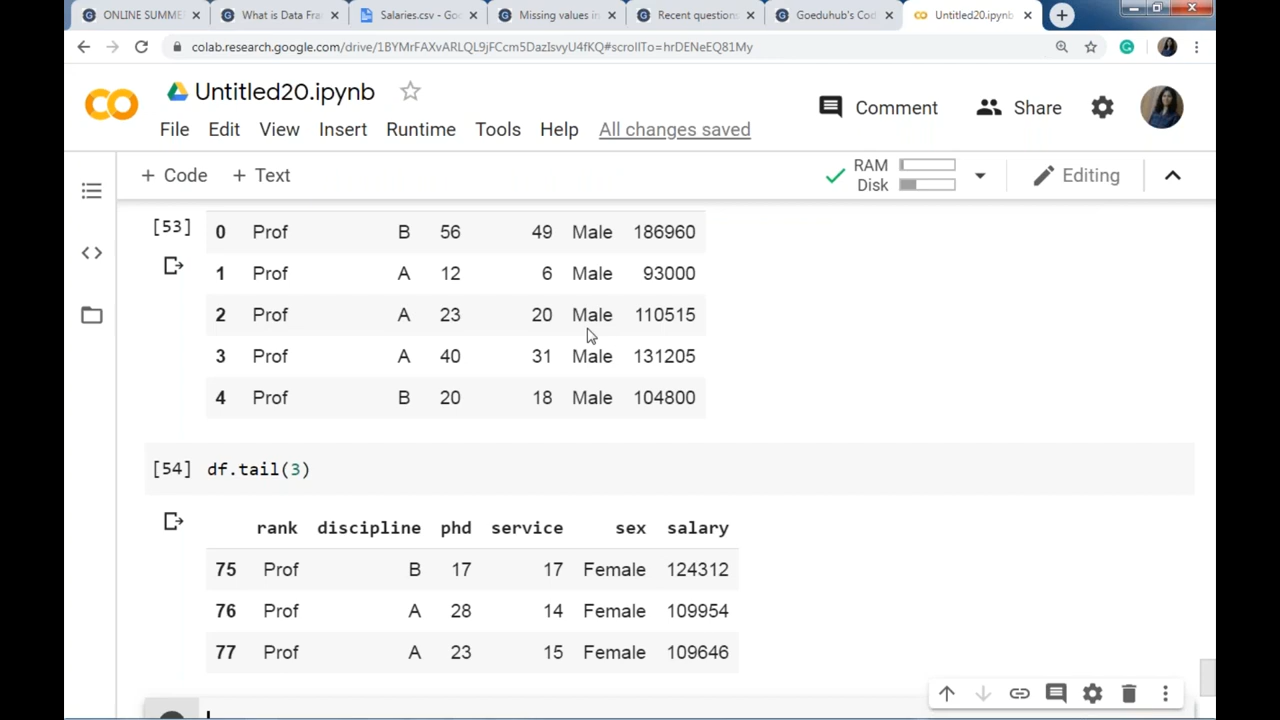 ONLINE SUMME
What is Data Fra
Salaries.csv - Go
Missing values in
Recent question
Goeduhub's Cod
Untitled20.ipynb
colab.research.google.com/drive/1BYMrFAXvARLQL9jFCcm5DazIsvyU4fKQ#scrollTo=hrDENeEQ81My
Untitled20.ipynb
Comment
Share
File Edit View Insert Runtime Tools Help All changes saved
+ Code + Text
RAM
Disk
Editing
[53]
0 Prof B 56 49 Male 186960
1 Prof A 12 6 Male 93000
2 Prof A 23 20 Male 110515
3 Prof A 40 31 Male 131205
4 Prof B 20 18 Male 104800
[54] df.tail(3)
rank discipline phd service sex salary
75 Prof B 17 17 Female 124312
76 Prof A 28 14 Female 109954
77 Prof A 23 15 Female 109646